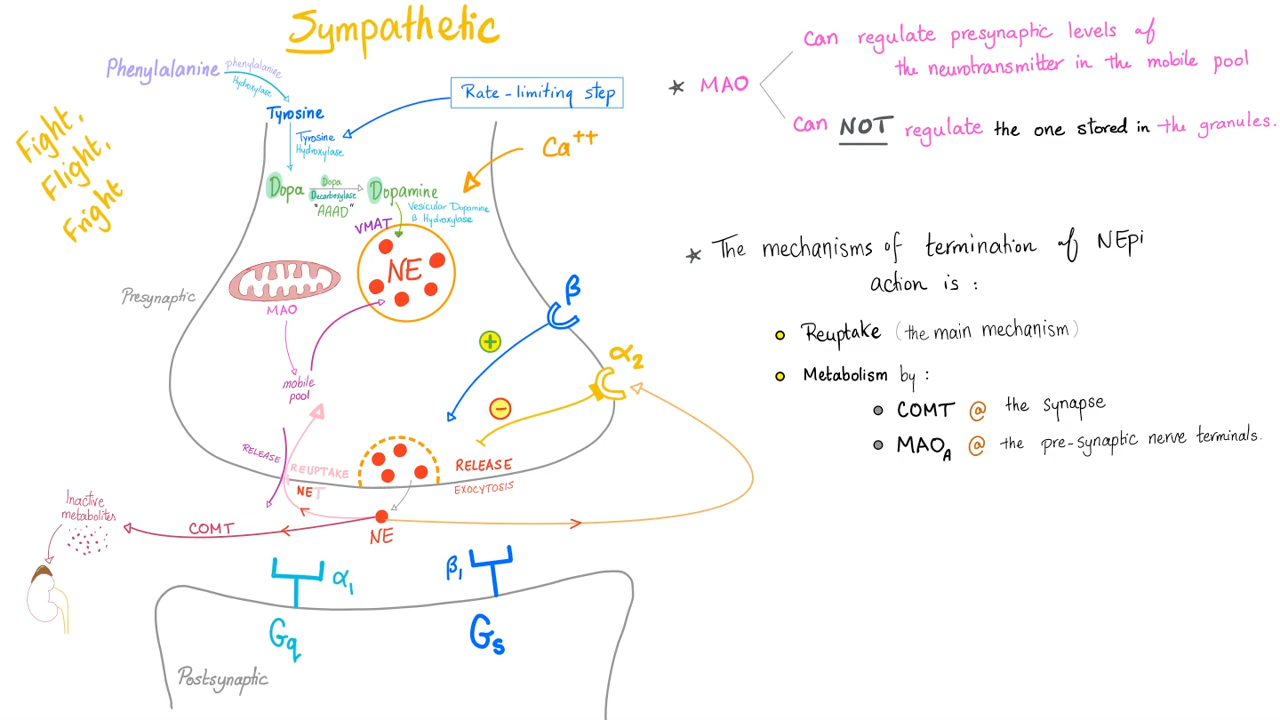 Sympathetic
Fight,
Flight,
Fright
Phenylalanine
phenylalanine
Hydroxylase
Tyrosine
Rate-limiting step
Tyrosine
Hydroxylase
Ca++
Dopa
Dopa
Decarboxylase
"AAAD"
Dopamine
Vesicular Dopamine
β Hydroxylase
VMAT
NE
Presynaptic
MAO
mobile
pool
β
+
α2
−
RELEASE
REUPTAKE
NET
RELEASE
EXOCYTOSIS
Inactive
metabolites
COMT
NE
α1
β1
Gq
Gs
Postsynaptic
* MAO
Can regulate presynaptic levels of
the neurotransmitter in the mobile pool
Can NOT regulate the one stored in the granules.
* The mechanisms of termination of NEpi
action is :
Reuptake (the main mechanism)
Metabolism by :
COMT @ the synapse
MAOA @ the pre-synaptic nerve terminals.